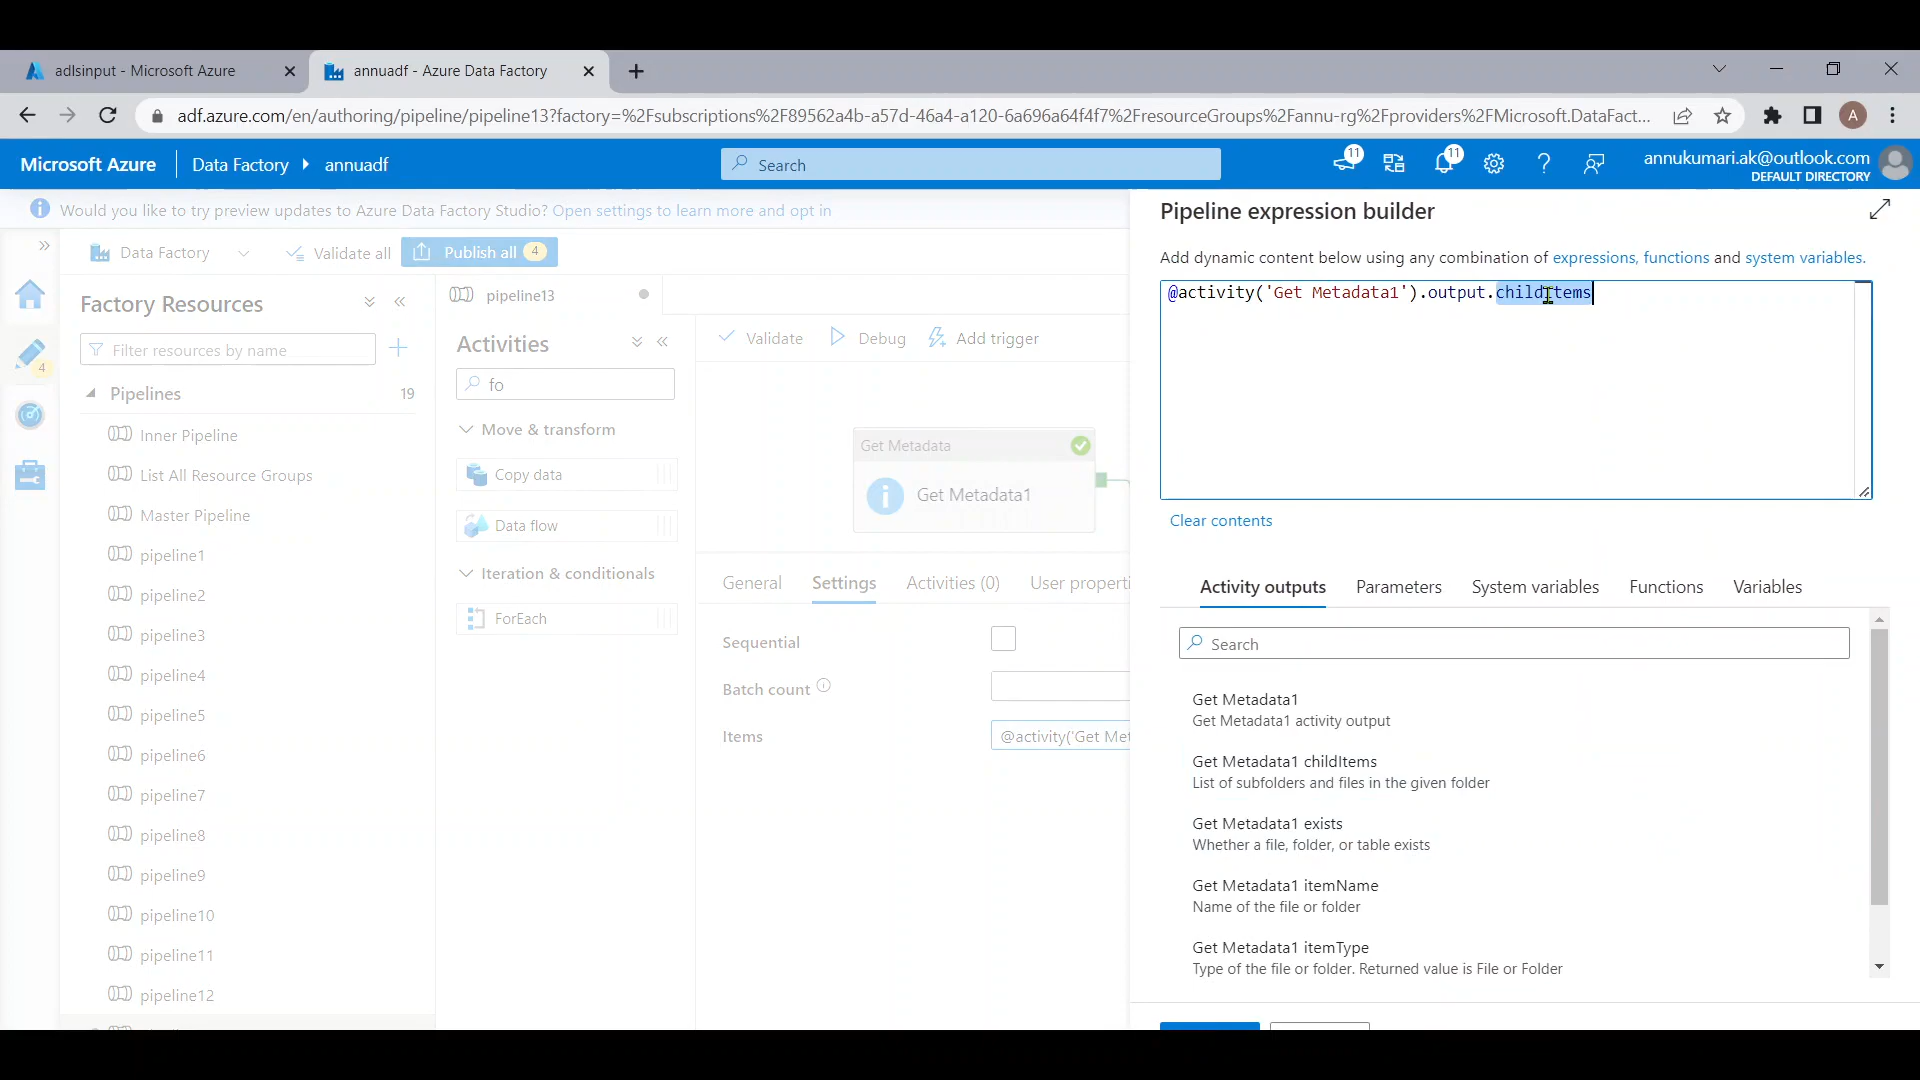 adlsinput - Microsoft Azure
annuadf - Azure Data Factory
adf.azure.com/en/authoring/pipeline/pipeline13?factory=%2Fsubscriptions%2F89562a4b-a57d-46a4-a120-6a696a64f4f7%2FresourceGroups%2Fannu-rg%2Fproviders%2FMicrosoft.DataFact...
A
Microsoft Azure
Data Factory
annuadf
Search
11
11
annukumari.ak@outlook.com
DEFAULT DIRECTORY
Would you like to try preview updates to Azure Data Factory Studio? Open settings to learn more and opt in
Data Factory
Validate all
Publish all 4
4
Factory Resources
Filter resources by name
Pipelines 19
Inner Pipeline
List All Resource Groups
Master Pipeline
pipeline1
pipeline2
pipeline3
pipeline4
pipeline5
pipeline6
pipeline7
pipeline8
pipeline9
pipeline10
pipeline11
pipeline12
pipeline13
Activities
fo
Move & transform
Copy data
Data flow
Iteration & conditionals
ForEach
Validate
Debug
Add trigger
Get Metadata
Get Metadata1
General
Settings
Activities (0)
User properti
Sequential
Batch count
Items
@activity('Get Met
Pipeline expression builder
Add dynamic content below using any combination of expressions, functions and system variables.
@activity('Get Metadata1').output.childItems
Clear contents
Activity outputs
Parameters
System variables
Functions
Variables
Search
Get Metadata1
Get Metadata1 activity output
Get Metadata1 childItems
List of subfolders and files in the given folder
Get Metadata1 exists
Whether a file, folder, or table exists
Get Metadata1 itemName
Name of the file or folder
Get Metadata1 itemType
Type of the file or folder. Returned value is File or Folder